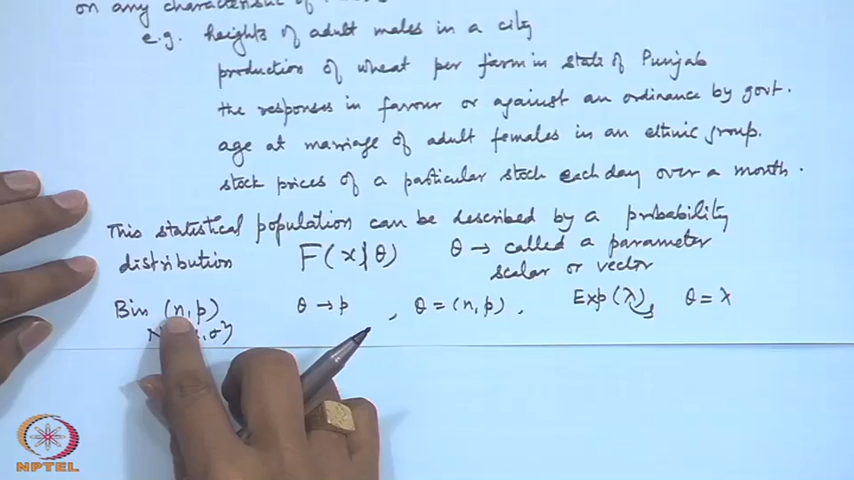 on any characteristic of
e.g. heights of adult males in a city
production of wheat per farm in state of Punjab
the responses in favour or against an ordinance by govt.
age at marriage of adult females in an ethnic group.
stock prices of a particular stock each day over a month.
This statistical population can be described by a probability
distribution F(x|θ) θ → called a parameter
scalar or vector
Bin (n, p) θ → p , θ = (n, p) , Exp(λ) θ = λ
N , σ²)
NPTEL